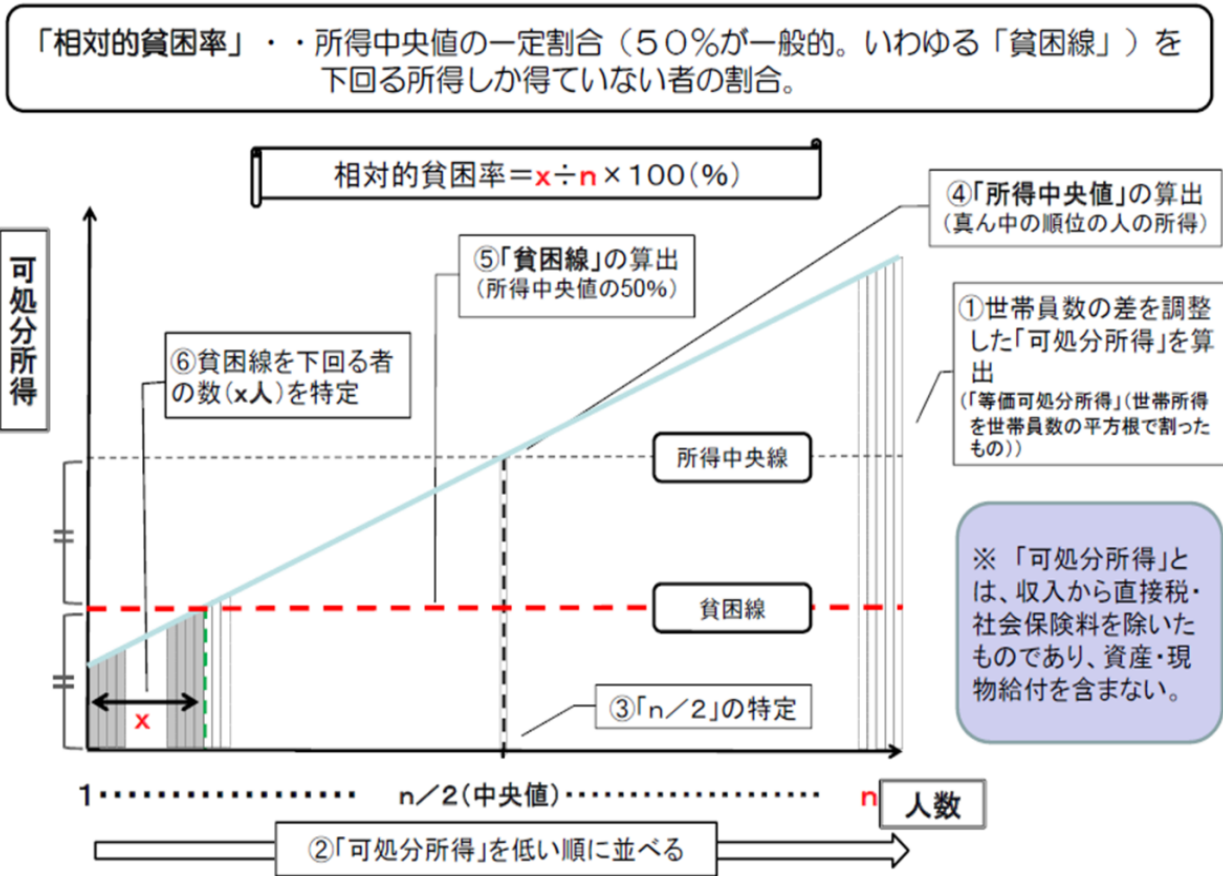 「相対的貧困率」・・所得中央値の一定割合（５０％が一般的。いわゆる「貧困線」）を
下回る所得しか得ていない者の割合。
相対的貧困率＝x÷n×100(％)
④「所得中央値」の算出
(真ん中の順位の人の所得)
⑤「貧困線」の算出
(所得中央値の50%)
可処分所得
①世帯員数の差を調整
した「可処分所得」を算
出
(「等価可処分所得」(世帯所得
を世帯員数の平方根で割った
もの))
⑥貧困線を下回る者
の数(x人)を特定
所得中央線
＝
※ 「可処分所得」と
は、収入から直接税・
社会保険料を除いた
ものであり、資産・現
物給付を含まない。
貧困線
＝
x
③「ｎ／２」の特定
1・・・・・・・・・・・・・・・・・・・・ n／2(中央値)・・・・・・・・・・・・・・・・・・・・ n
人数
②「可処分所得」を低い順に並べる